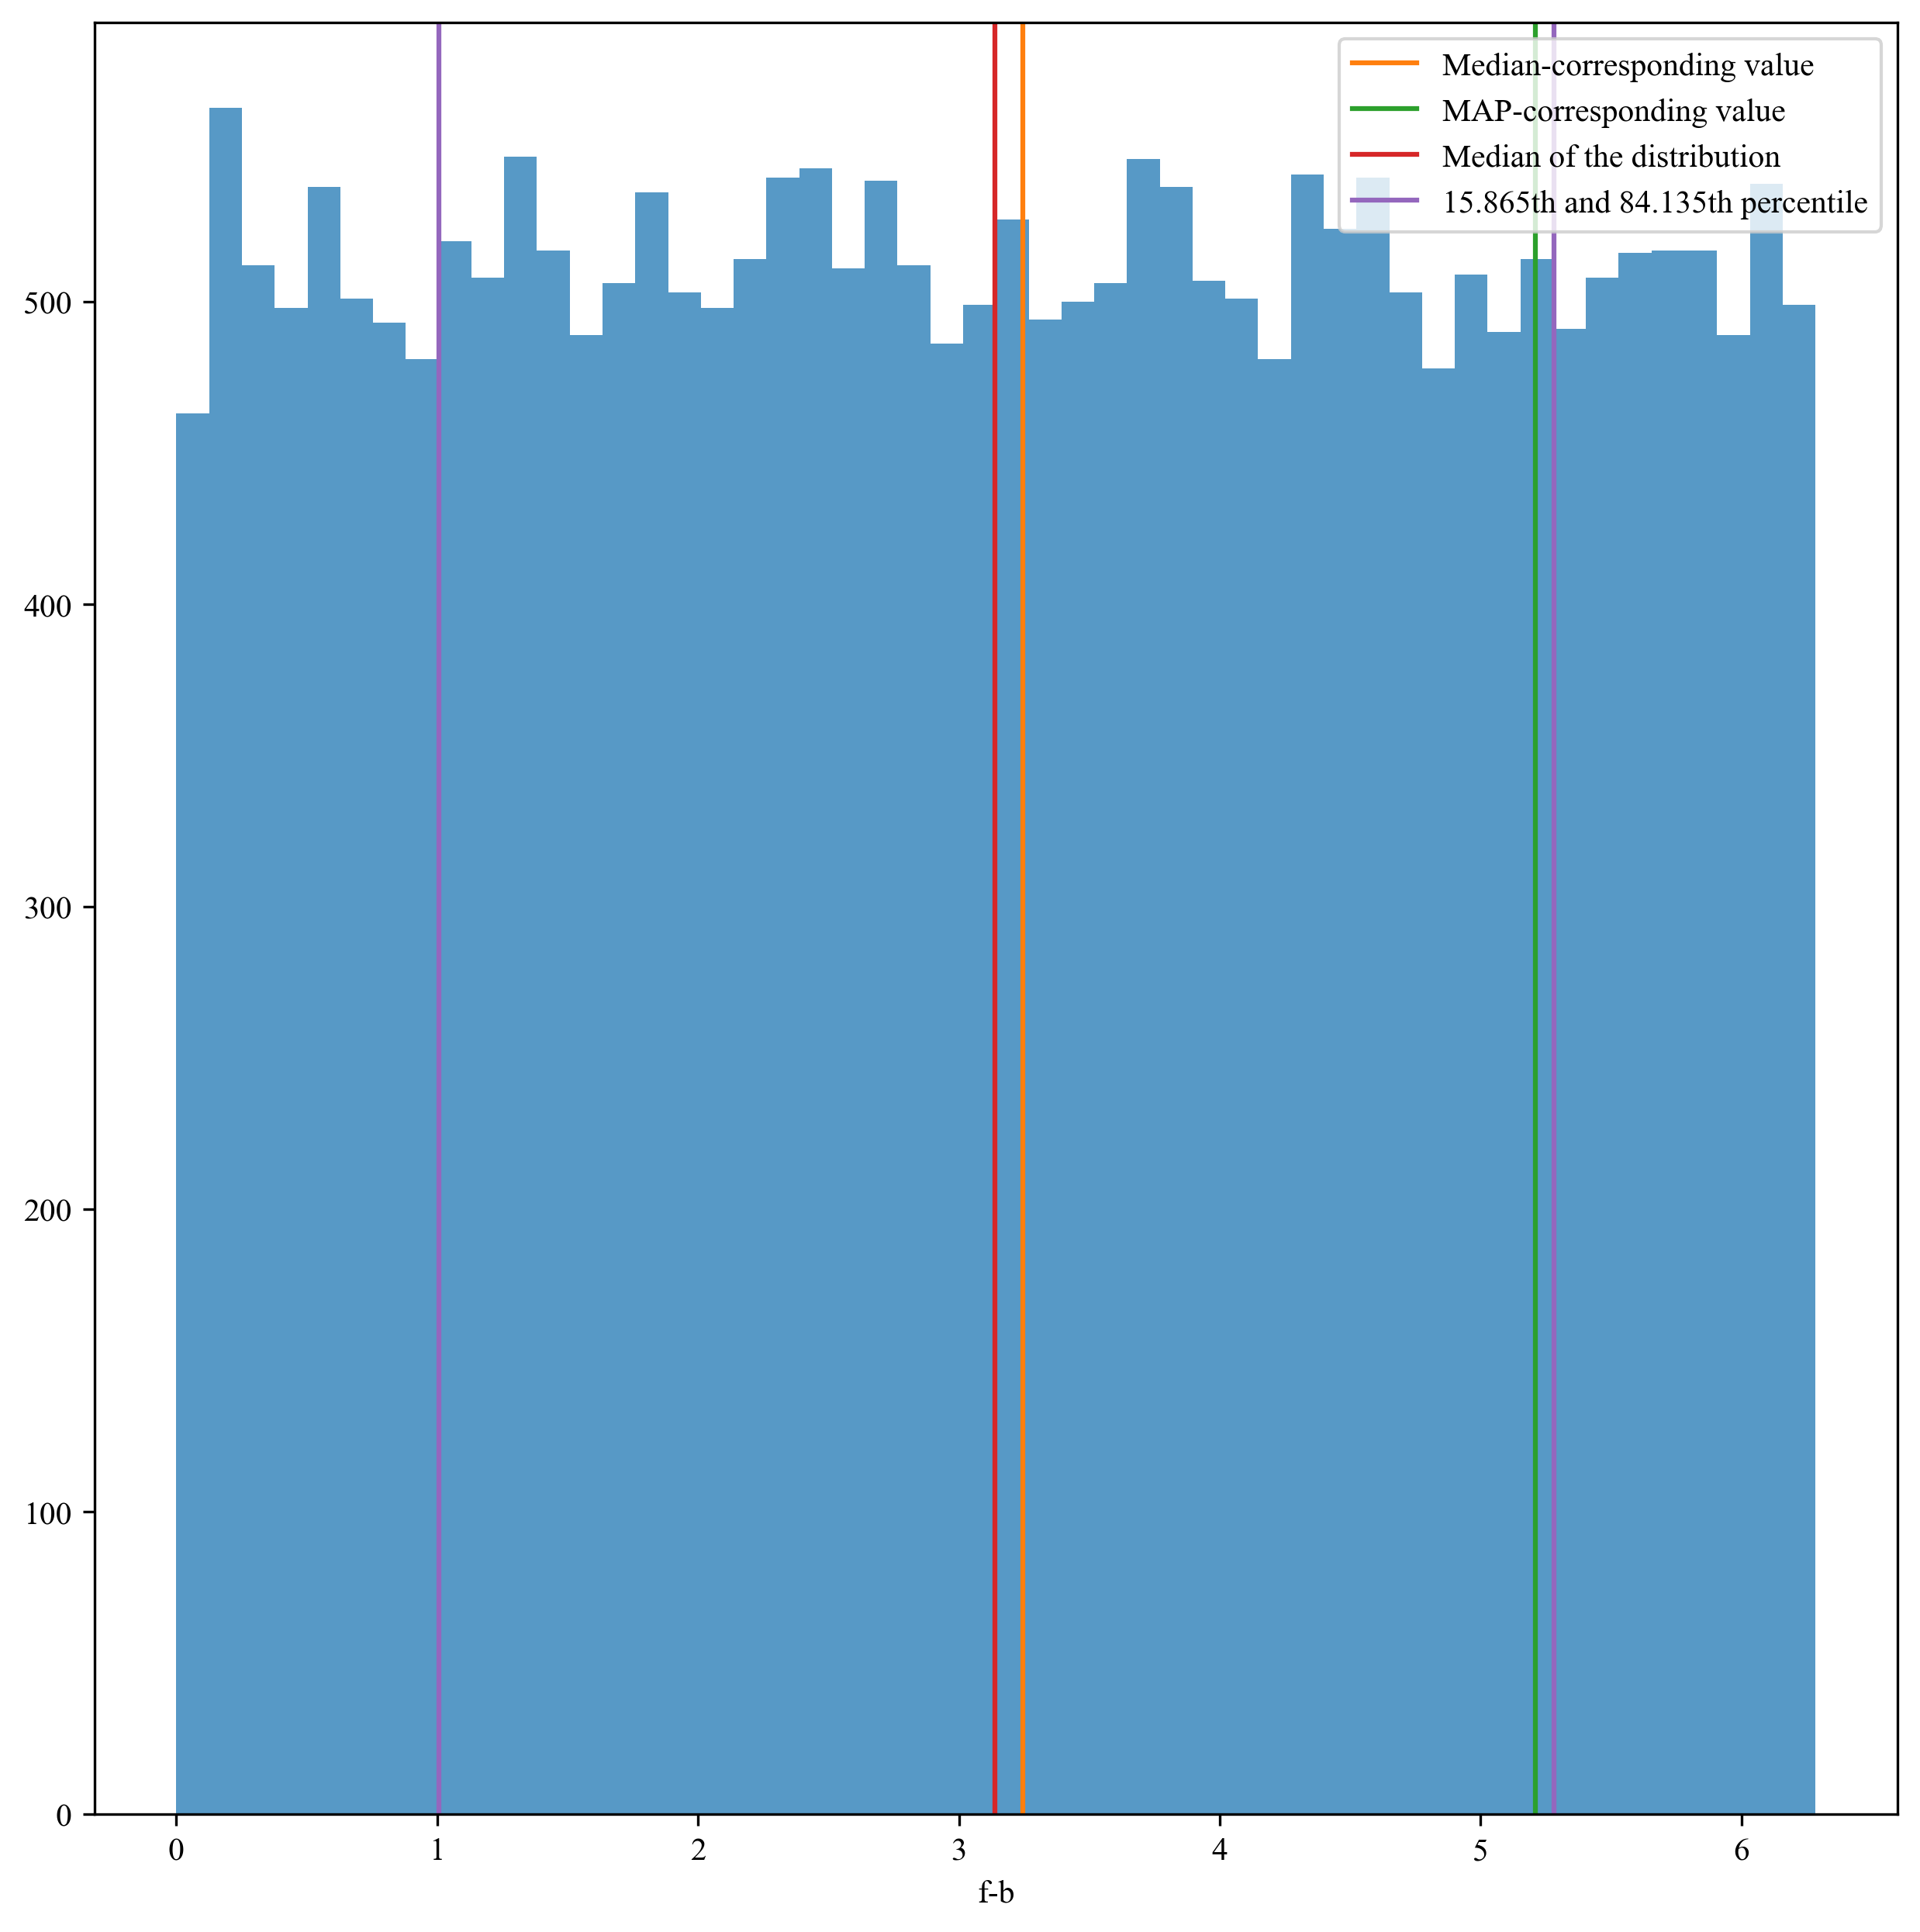 Median-corresponding value
MAP-corresponding value
Median of the distribution
15.865th and 84.135th percentile
500
400
300
200
100
0
0 1 2 3 4 5 6
f-b